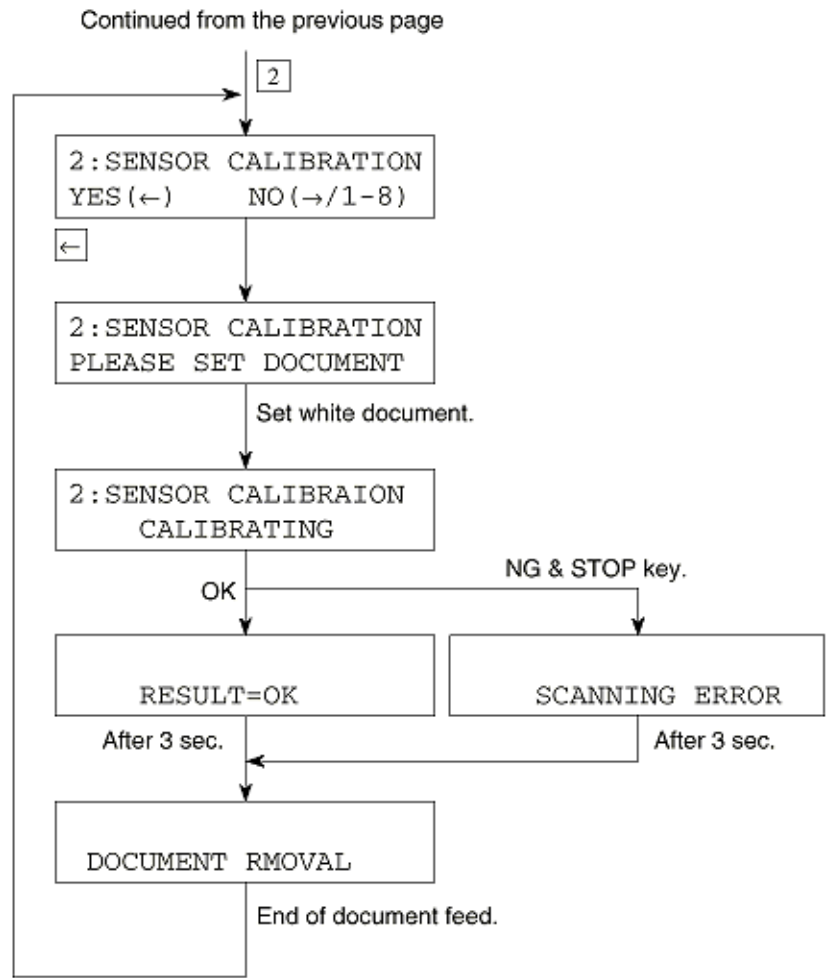 Continued from the previous page
2
2:SENSOR CALIBRATION
YES(←) NO(→/1-8)
←
2:SENSOR CALIBRATION
PLEASE SET DOCUMENT
Set white document.
2:SENSOR CALIBRAION
CALIBRATING
OK
NG & STOP key.
RESULT=OK
SCANNING ERROR
After 3 sec.
After 3 sec.
DOCUMENT RMOVAL
End of document feed.